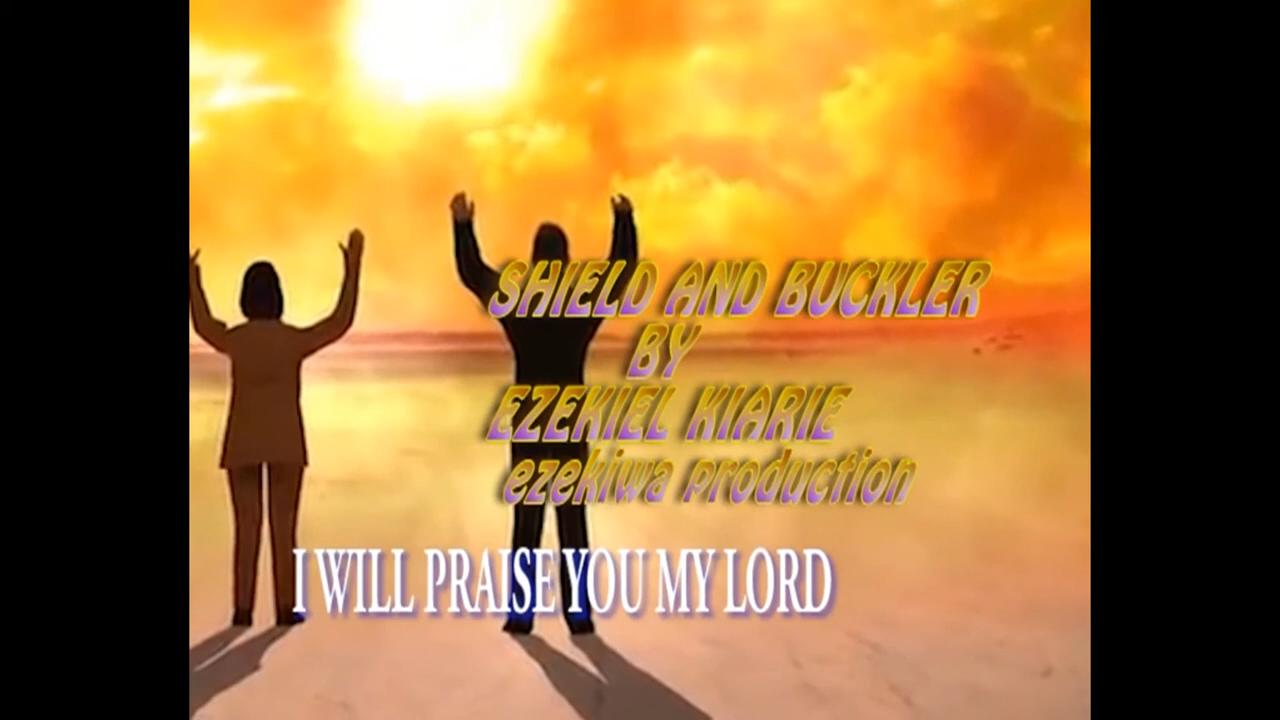 SHIELD AND BUCKLER
BY
EZEKIEL KIARIE
ezekiwa production
I WILL PRAISE YOU MY LORD